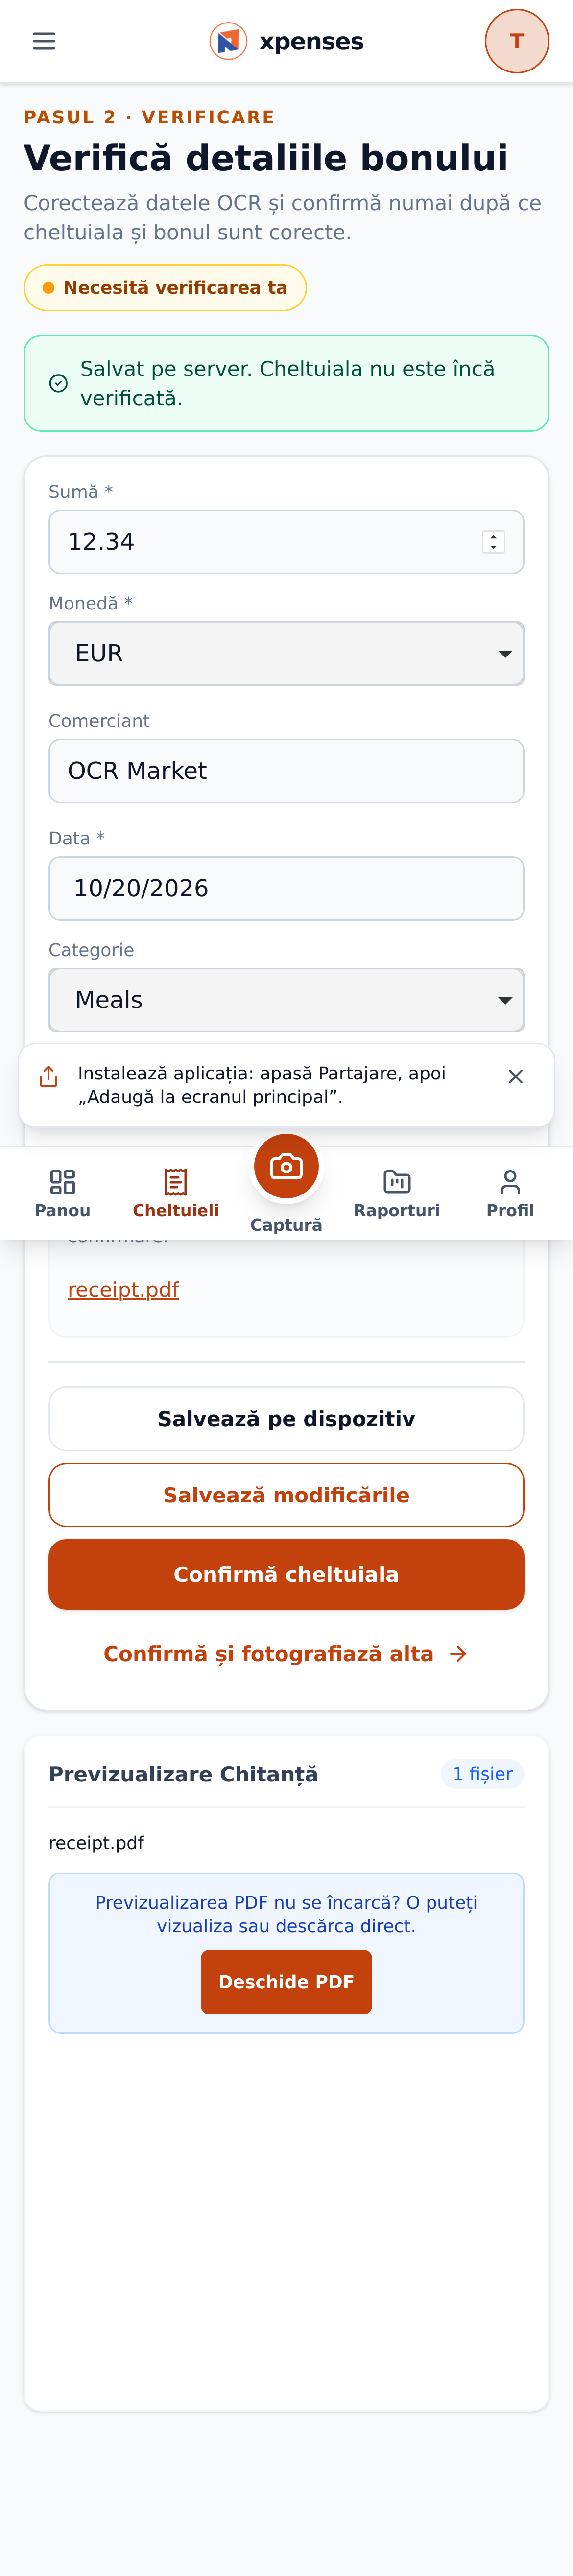 xpenses
T
PASUL 2 · VERIFICARE
Verifică detaliile bonului
Corectează datele OCR și confirmă numai după ce
cheltuiala și bonul sunt corecte.
Necesită verificarea ta
Salvat pe server. Cheltuiala nu este încă
verificată.
Sumă *
12.34
Monedă *
EUR
Comerciant
OCR Market
Data *
10/20/2026
Categorie
Meals
Instalează aplicația: apasă Partajare, apoi
„Adaugă la ecranul principal”.
Panou
Cheltuieli
Captură
Raporturi
Profil
receipt.pdf
Salvează pe dispozitiv
Salvează modificările
Confirmă cheltuiala
Confirmă și fotografiază alta →
Previzualizare Chitanță
1 fișier
receipt.pdf
Previzualizarea PDF nu se încarcă? O puteți
vizualiza sau descărca direct.
Deschide PDF